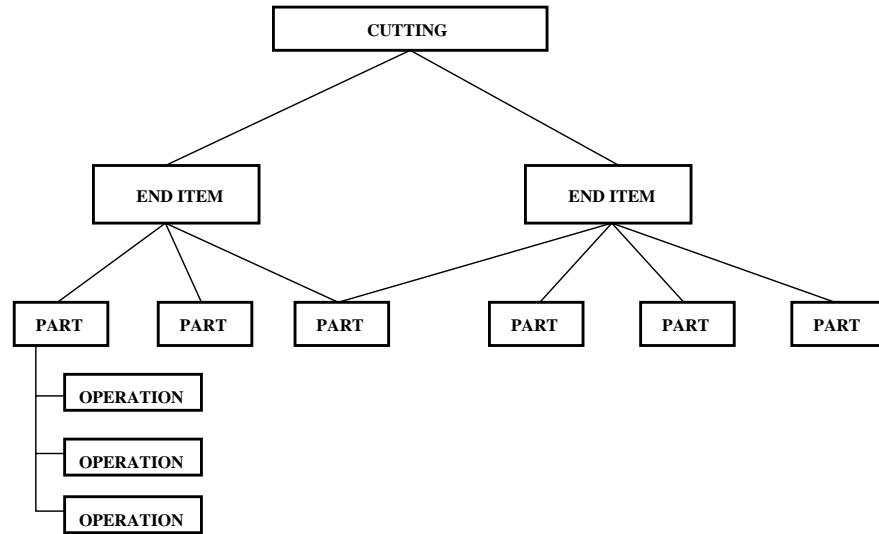 CUTTING
END ITEM
END ITEM
PART
PART
PART
PART
PART
PART
OPERATION
OPERATION
OPERATION